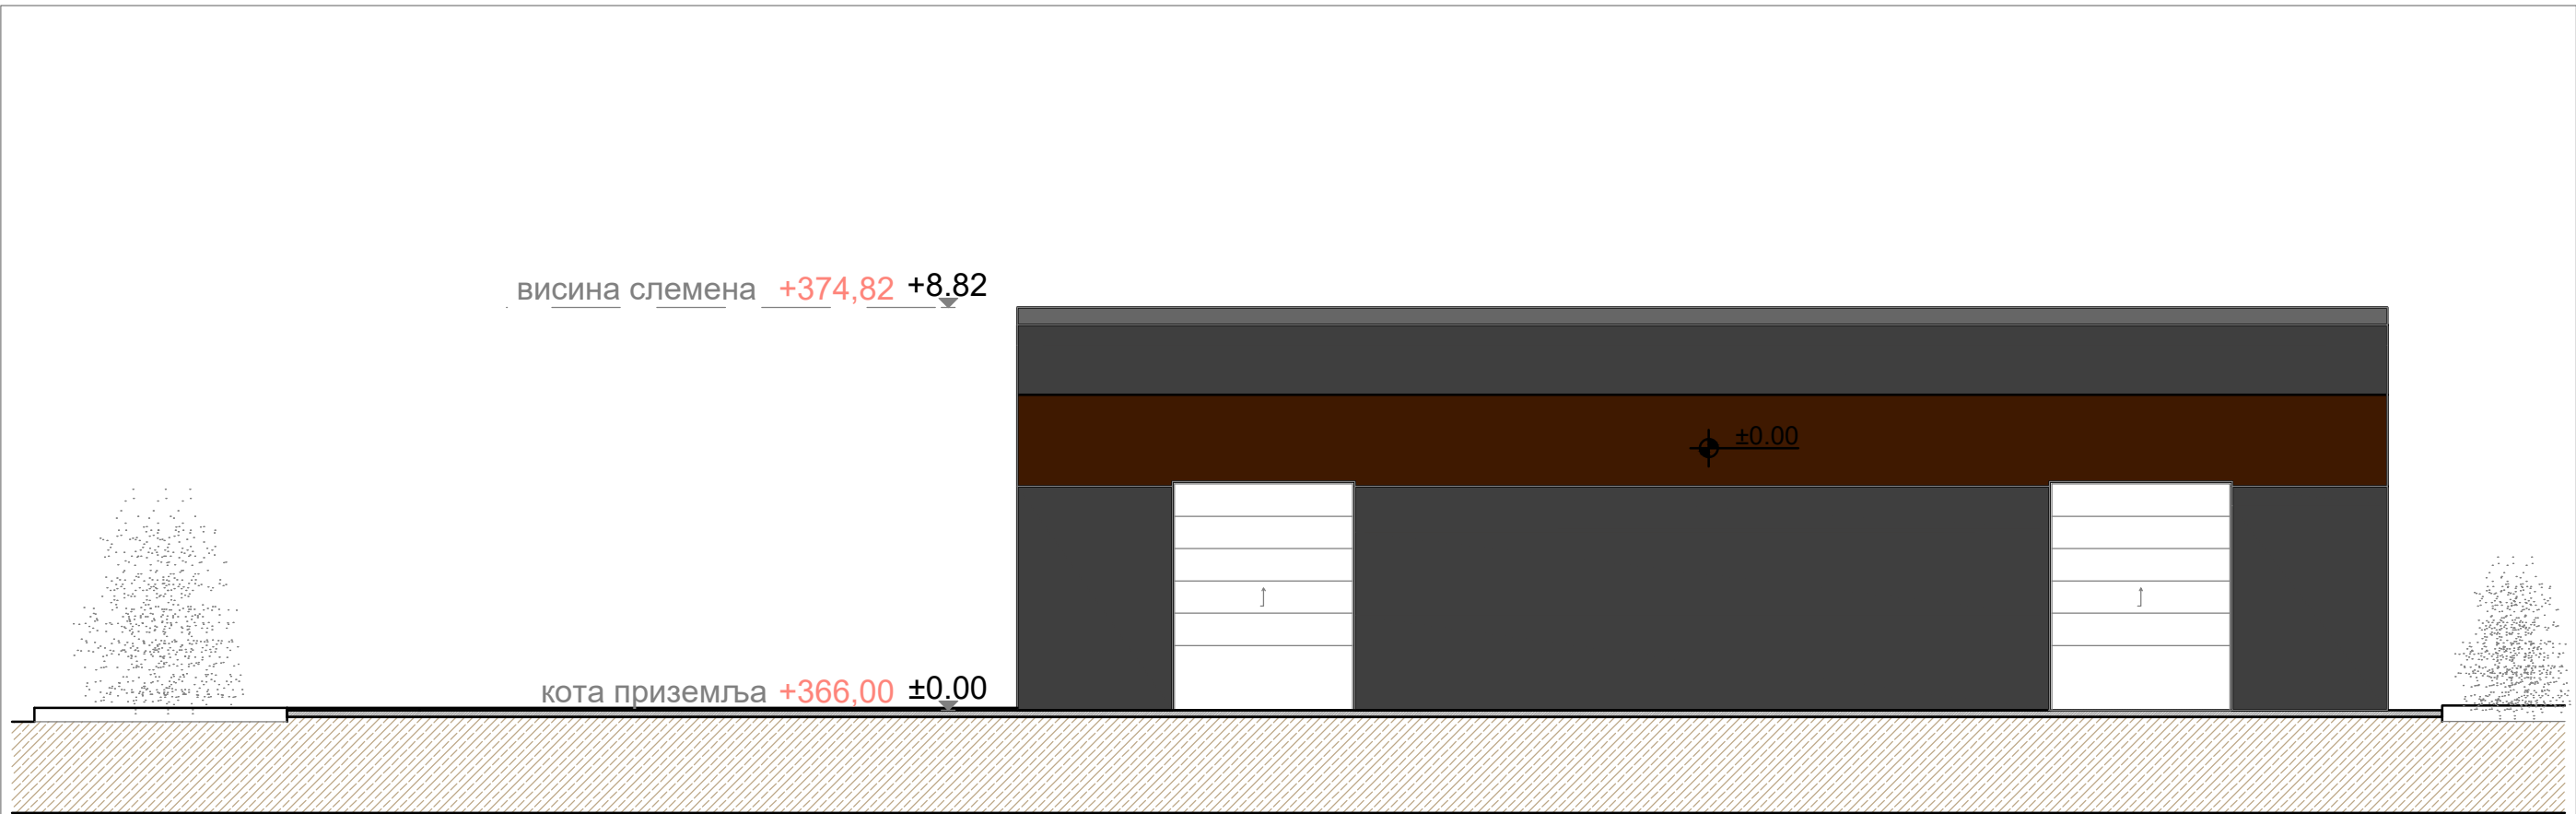 висина слемена +374,82 +8.82
±0.00
кота приземља +366,00 ±0.00